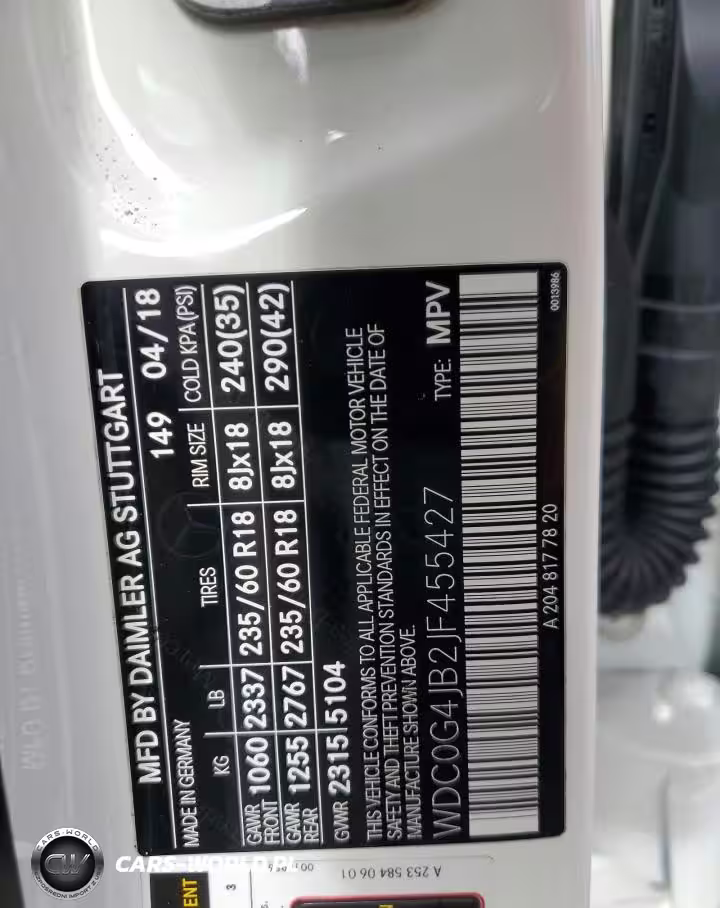 MFD BY DAIMLER AG STUTTGART
MADE IN GERMANY 149 04/18
KG LB TIRES RIM SIZE COLD KPA(PSI)
GAWR FRONT 1060 2337 235/60 R18 8Jx18 240(35)
GAWR REAR 1255 2767 235/60 R18 8Jx18 290(42)
GVWR 2315 5104
THIS VEHICLE CONFORMS TO ALL APPLICABLE FEDERAL MOTOR VEHICLE
SAFETY AND THEFT PREVENTION STANDARDS IN EFFECT ON THE DATE OF
MANUFACTURE SHOWN ABOVE.
WDC0G4JB2JF455427 TYPE: MPV
A 204 817 78 20 0013986
A 253 584 06 01
3
CARS-WORLD
CW
CARS-WORLD.PL